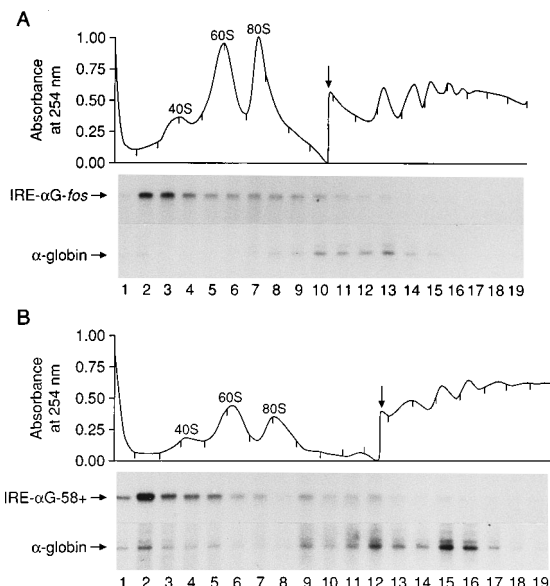 A
Absorbance
at 254 nm
1.00
0.75
0.50
0.25
0.00
40S
60S
80S
IRE-αG-fos
α-globin
1 2 3 4 5 6 7 8 9 10 11 12 13 14 15 16 17 18 19
B
Absorbance
at 254 nm
1.00
0.75
0.50
0.25
0.00
40S
60S
80S
IRE-αG-58+
α-globin
1 2 3 4 5 6 7 8 9 10 11 12 13 14 15 16 17 18 19